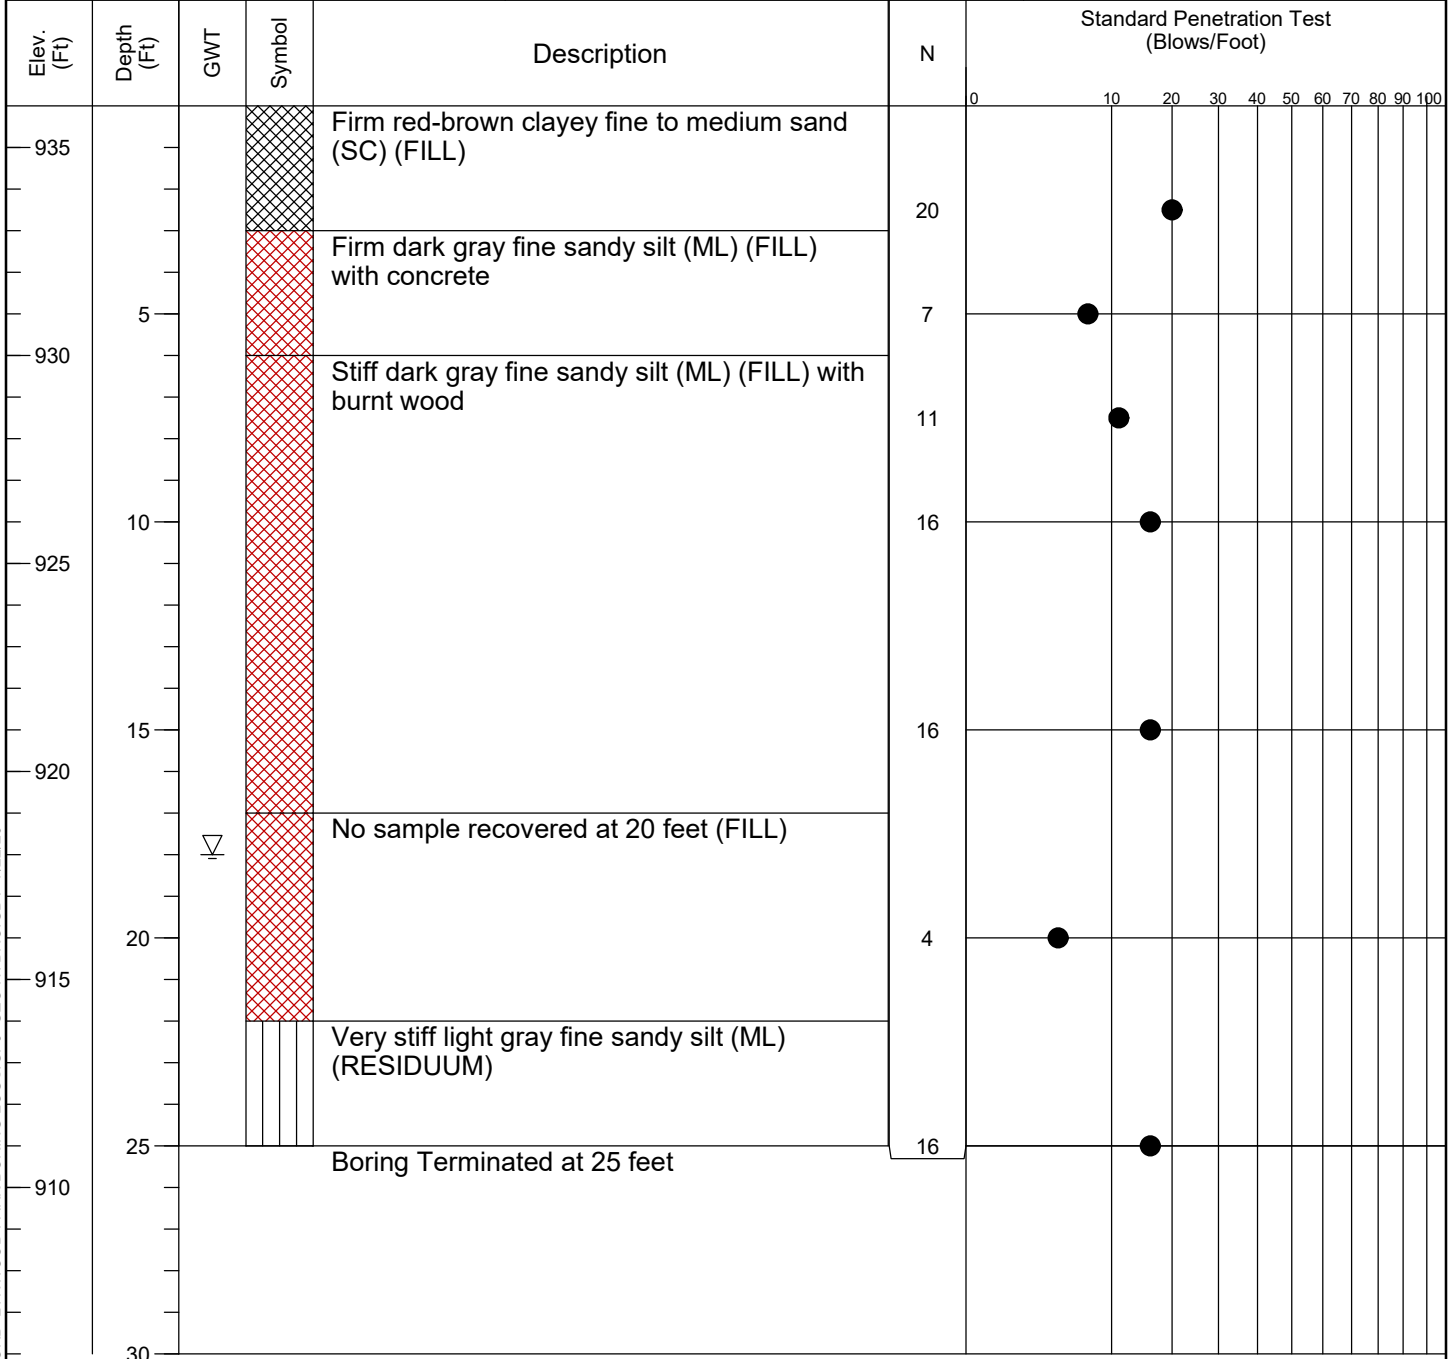 Elev.
(Ft)
Depth
(Ft)
GWT
Symbol
Description
N
Standard Penetration Test
(Blows/Foot)
0 10 20 30 40 50 60 70 80 90 100
Firm red-brown clayey fine to medium sand
935
(SC) (FILL)
20
Firm dark gray fine sandy silt (ML) (FILL)
with concrete
5 7
930
Stiff dark gray fine sandy silt (ML) (FILL) with
burnt wood
11
10 16
925
15 16
920
No sample recovered at 20 feet (FILL)
20 4
915
Very stiff light gray fine sandy silt (ML)
(RESIDUUM)
25 16
Boring Terminated at 25 feet
910
30